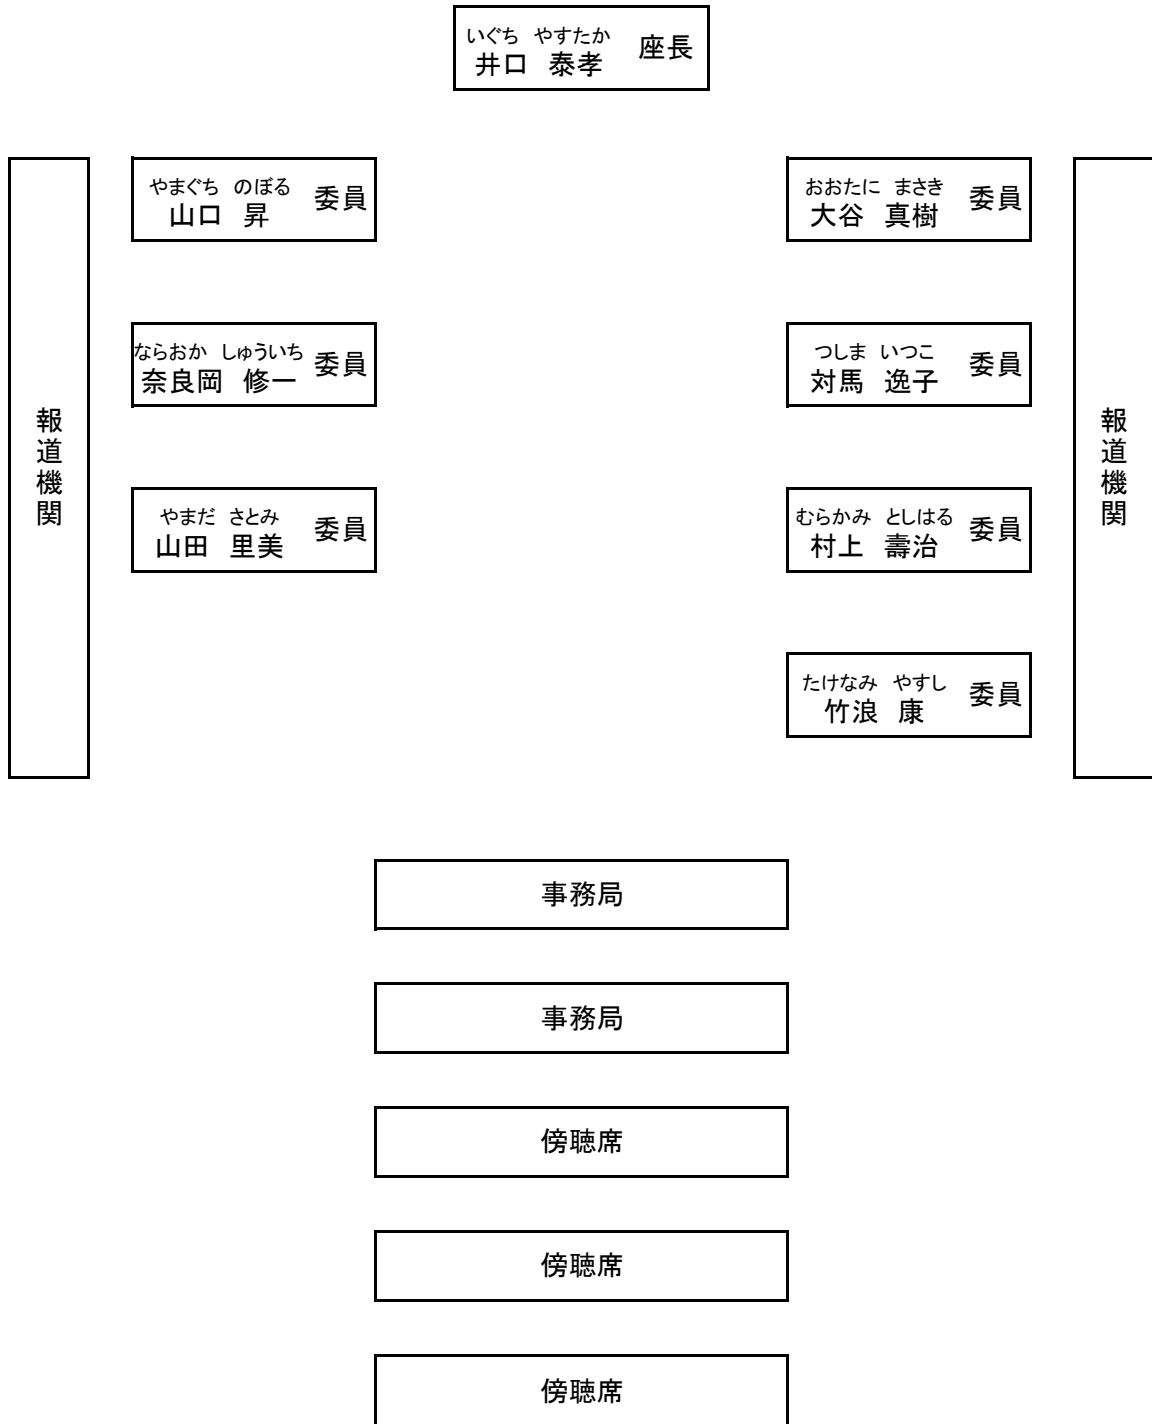 いぐち やすたか
井口 泰孝 座長
やまぐち のぼる
山口 昇 委員
おおたに まさき
大谷 真樹 委員
ならおか しゅういち
奈良岡 修一 委員
つしま いつこ
対馬 逸子 委員
やまだ さとみ
山田 里美 委員
むらかみ としはる
村上 壽治 委員
たけなみ やすし
竹浪 康 委員
報道機関
報道機関
事務局
事務局
傍聴席
傍聴席
傍聴席